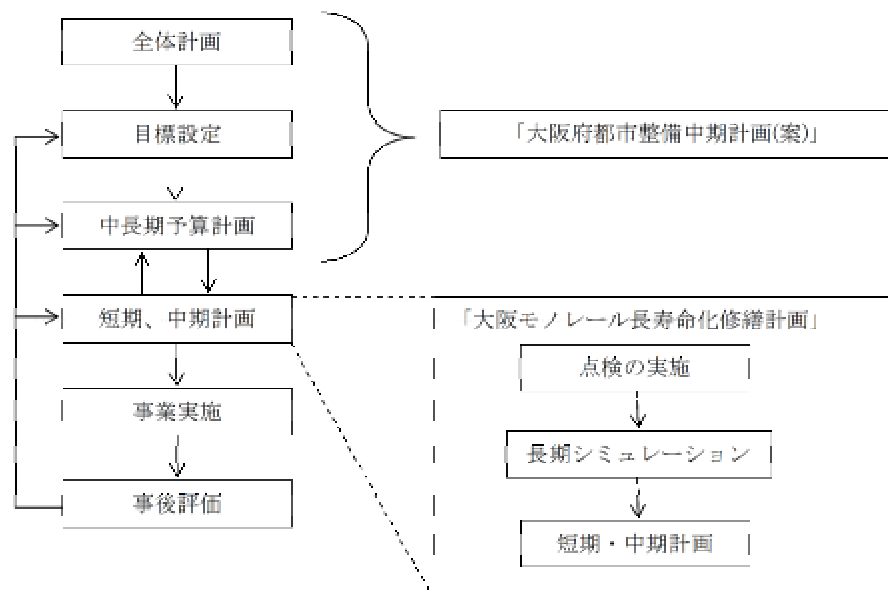 全体計画
目標設定
「大阪府都市整備中期計画(案)」
中長期予算計画
短期、中期計画
「大阪モノレール長寿命化修繕計画」
点検の実施
事業実施
長期シミュレーション
事後評価
短期・中期計画